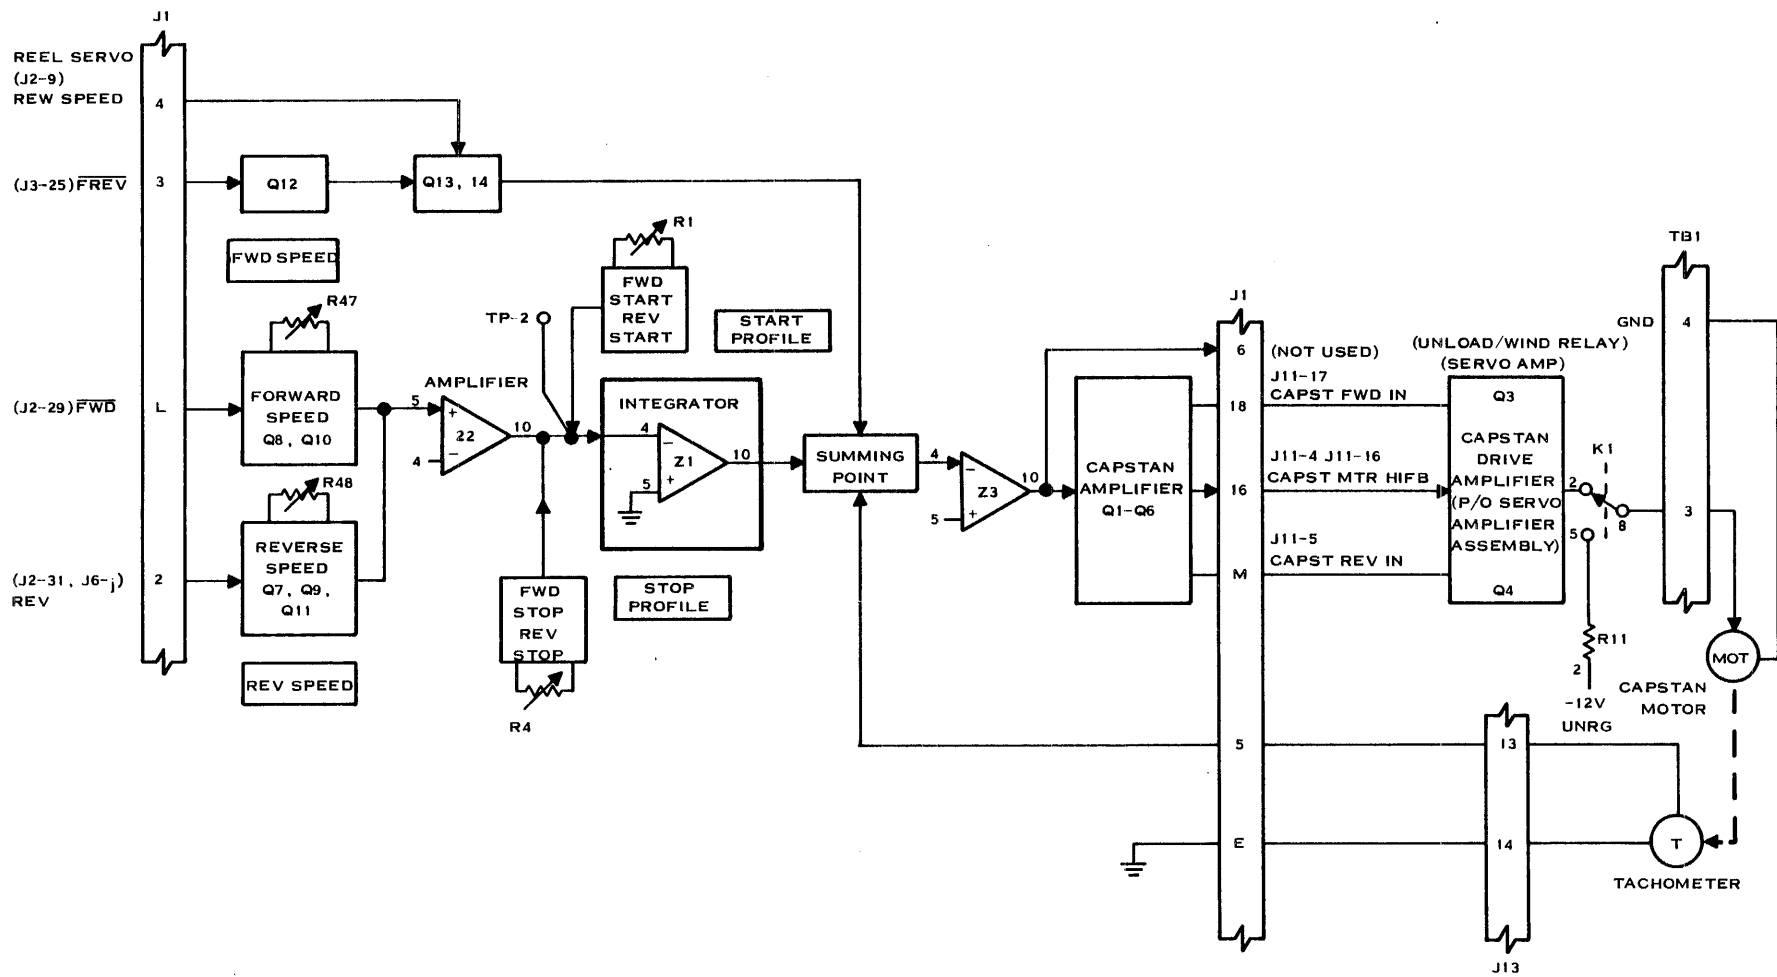 J1
REEL SERVO
(J2-9)
REW SPEED
4
(J3-25) FREV
3
Q12
Q13, 14
FWD SPEED
R47
(J2-29) FWD
L
FORWARD
SPEED
Q8, Q10
R48
(J2-31, J6-j)
REV
2
REVERSE
SPEED
Q7, Q9,
Q11
REV SPEED
AMPLIFIER
5
+
22
-
4
10
TP-2
R1
FWD
START
REV
START
START
PROFILE
INTEGRATOR
4
-
Z1
5
+
10
FWD
STOP
REV
STOP
R4
STOP
PROFILE
SUMMING
POINT
4
-
Z3
5
+
10
CAPSTAN
AMPLIFIER
Q1-Q6
J1
6
(NOT USED)
J11-17
18
CAPST FWD IN
J11-4 J11-16
16
CAPST MTR HIFB
J11-5
M
CAPST REV IN
5
E
(UNLOAD/WIND RELAY)
(SERVO AMP)
Q3
CAPSTAN
DRIVE
AMPLIFIER
(P/O SERVO
AMPLIFIER
ASSEMBLY)
Q4
K1
2
5
8
R11
2
-12V
UNRG
TB1
GND
4
3
MOT
CAPSTAN
MOTOR
13
14
T
TACHOMETER
J13